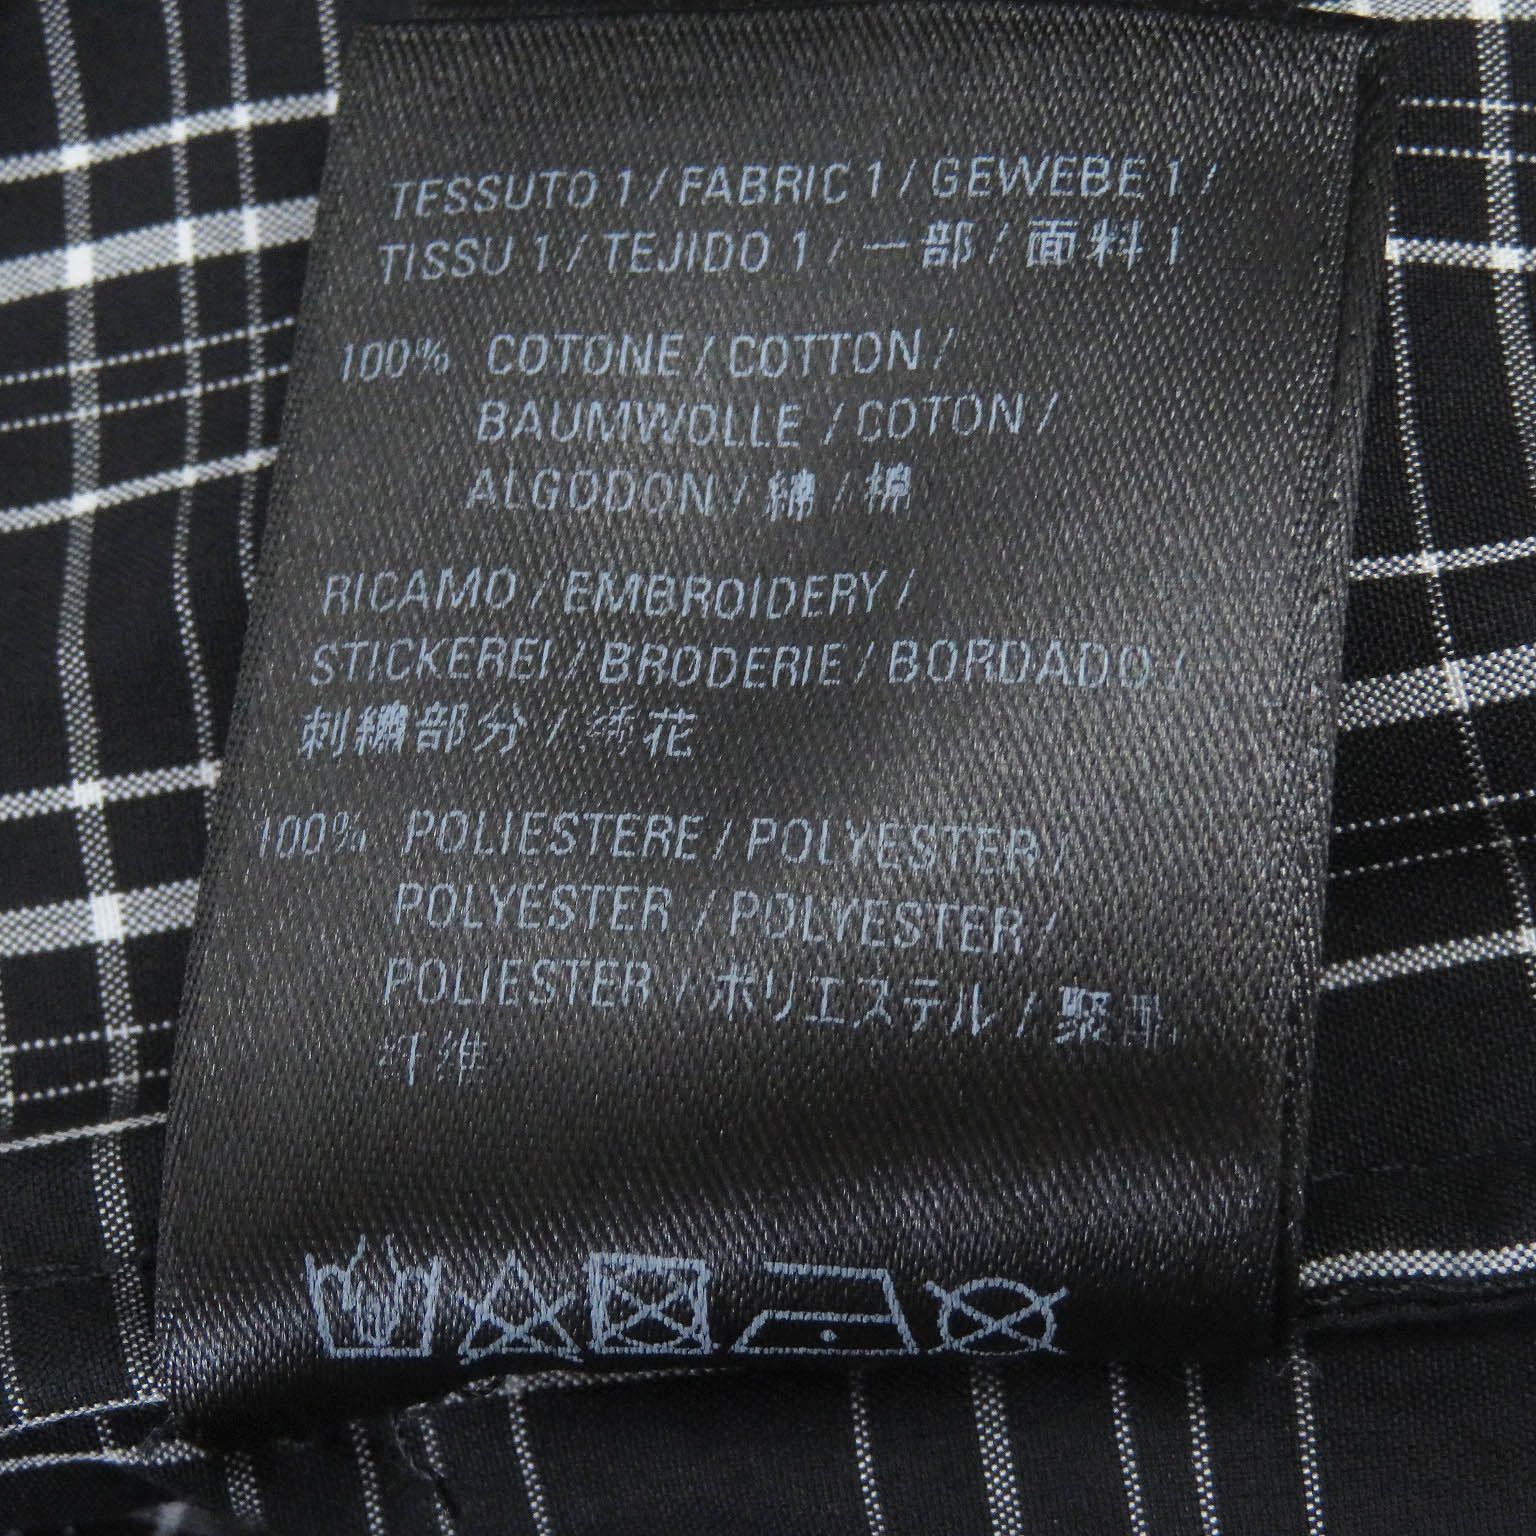 TESSUTO 1 / FABRIC 1 / GEWEBE 1 /
TISSU 1 / TEJIDO 1 / 一部 / 面料 1
100% COTONE / COTTON /
BAUMWOLLE / COTON /
ALGODON / 綿 / 棉
RICAMO / EMBROIDERY /
STICKEREI / BRODERIE / BORDADO /
刺繍部分 / 绣花
100% POLIESTERE / POLYESTER /
POLYESTER / POLYESTER /
POLIESTER / ポリエステル / 聚酯
纤维